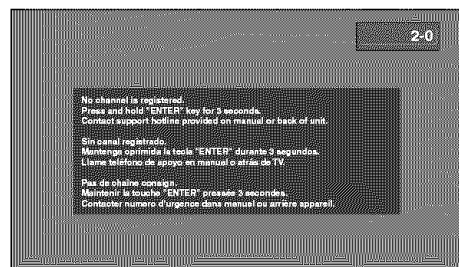 2-0
No channel is registered.
Press and hold "ENTER" key for 3 seconds.
Contact support hotline provided on manual or back of unit.
Sin canal registrado.
Mantenga oprimida la tecla "ENTER" durante 3 segundos.
Llame teléfono de apoyo en manual o atrás de TV.
Pas de chaîne consign.
Maintenir la touche "ENTER" pressée 3 secondes.
Contacter numero d'urgence dans manuel ou arrière appareil.